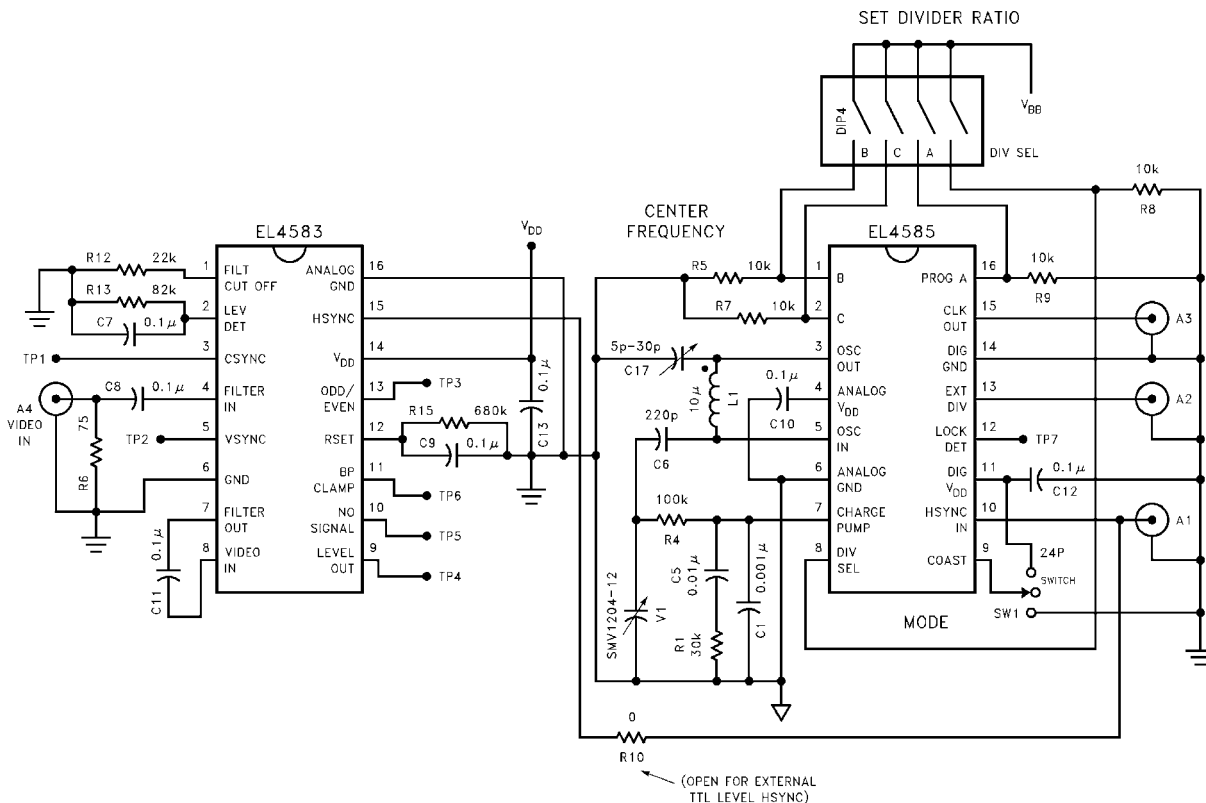 SET DIVIDER RATIO
VBB
DIP4
B C A
DIV SEL
10k
R8
CENTER
FREQUENCY
EL4583
VDD
R12 22k
R13 82k
C7 0.1μ
TP1
C8 0.1μ
A4
VIDEO
IN
75
R6
TP2
0.1μ
C11
1 FILT
CUT OFF
2 LEV
DET
3 CSYNC
4 FILTER
IN
5 VSYNC
6 GND
7 FILTER
OUT
8 VIDEO
IN
ANALOG 16
GND
HSYNC 15
VDD 14
ODD/ 13
EVEN
RSET 12
BP 11
CLAMP
NO 10
SIGNAL
LEVEL 9
OUT
TP3
R15 680k
C9 0.1μ
0.1μ
C13
TP6
TP5
TP4
EL4585
R5 10k
R7 10k
5p-30p
C17
10μ
L1
0.1μ
C10
220p
C6
100k
R4
C5
0.01μ
0.001μ
C1
SMV1204-12
V1
R1
30k
1 B
2 C
3 OSC
OUT
4 ANALOG
VDD
5 OSC
IN
6 ANALOG
GND
7 CHARGE
PUMP
8 DIV
SEL
PROG A 16
CLK 15
OUT
DIG 14
GND
EXT 13
DIV
LOCK 12
DET
DIG 11
VDD
HSYNC 10
IN
COAST 9
10k
R9
A3
A2
TP7
0.1μ
C12
A1
24P
SWITCH
SW1
MODE
0
R10
(OPEN FOR EXTERNAL
TTL LEVEL HSYNC)